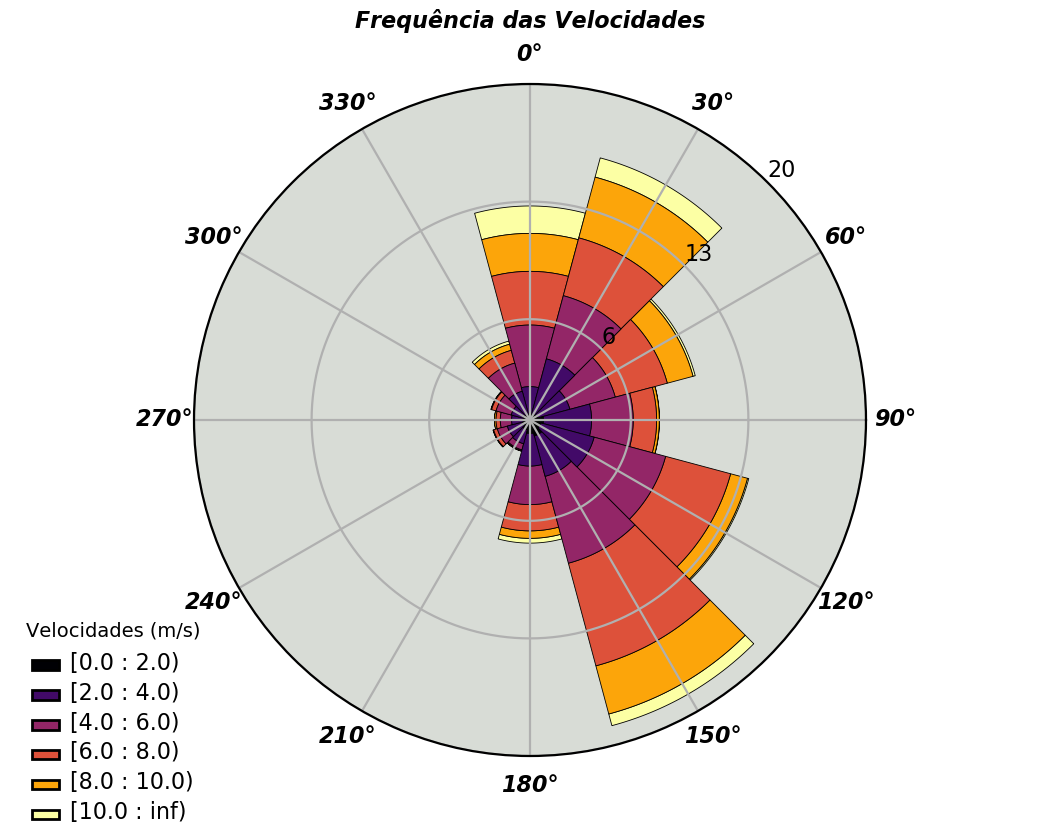 Frequência das Velocidades
0°
330°
30°
20
300°
60°
13
6
270°
90°
240°
120°
210°
150°
180°
Velocidades (m/s)
[0.0 : 2.0)
[2.0 : 4.0)
[4.0 : 6.0)
[6.0 : 8.0)
[8.0 : 10.0)
[10.0 : inf)